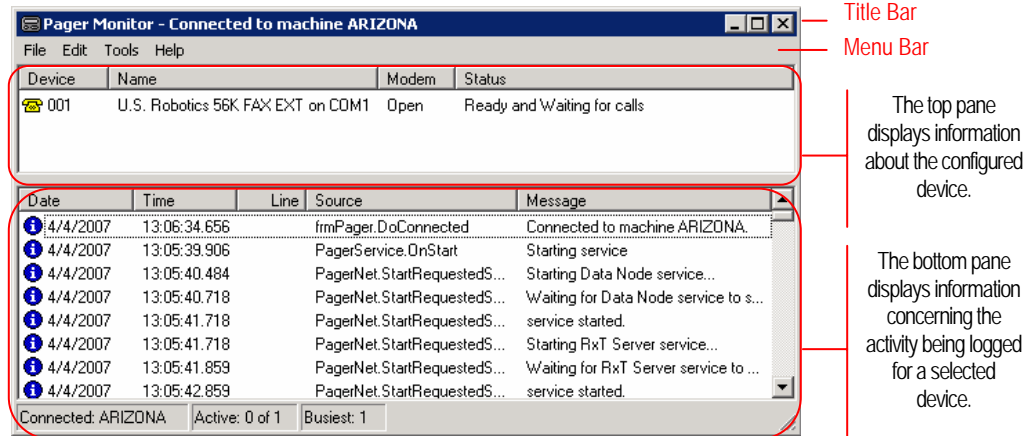 Pager Monitor - Connected to machine ARIZONA
Title Bar
File Edit Tools Help
Menu Bar
Device Name Modem Status
001 U.S. Robotics 56K FAX EXT on COM1 Open Ready and Waiting for calls
The top pane
displays information
about the configured
device.
Date Time Line Source Message
4/4/2007 13:06:34.656 frmPager.DoConnected Connected to machine ARIZONA.
4/4/2007 13:05:39.906 PagerService.OnStart Starting service
4/4/2007 13:05:40.484 PagerNet.StartRequestedS... Starting Data Node service...
4/4/2007 13:05:40.718 PagerNet.StartRequestedS... Waiting for Data Node service to s...
4/4/2007 13:05:41.718 PagerNet.StartRequestedS... service started.
4/4/2007 13:05:41.718 PagerNet.StartRequestedS... Starting RxT Server service...
4/4/2007 13:05:41.859 PagerNet.StartRequestedS... Waiting for RxT Server service to ...
4/4/2007 13:05:42.859 PagerNet.StartRequestedS... service started.
The bottom pane
displays information
concerning the
activity being logged
for a selected
device.
Connected: ARIZONA Active: 0 of 1 Busiest: 1